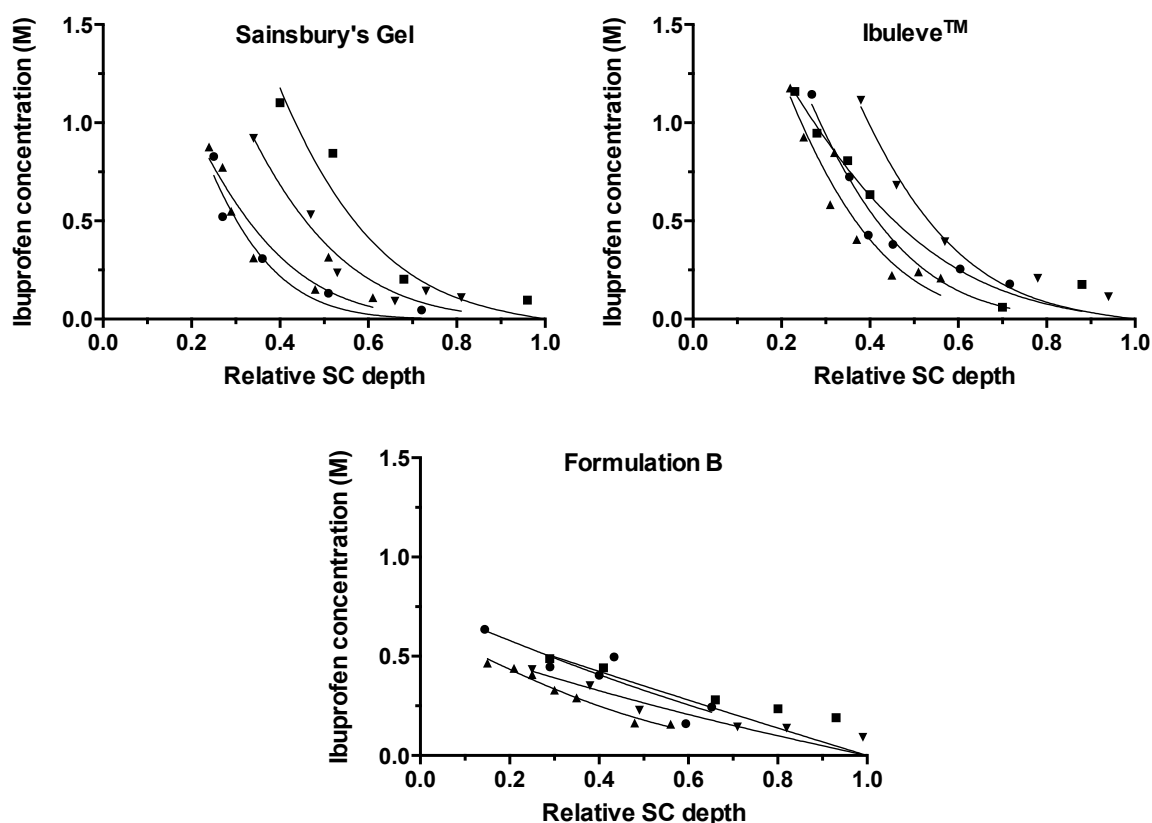 Sainsbury's Gel
Ibuprofen concentration (M)
1.5
1.0
0.5
0.0
0.0 0.2 0.4 0.6 0.8 1.0
Relative SC depth
Ibuleve™
Ibuprofen concentration (M)
1.5
1.0
0.5
0.0
0.0 0.2 0.4 0.6 0.8 1.0
Relative SC depth
Formulation B
Ibuprofen concentration (M)
1.5
1.0
0.5
0.0
0.0 0.2 0.4 0.6 0.8 1.0
Relative SC depth